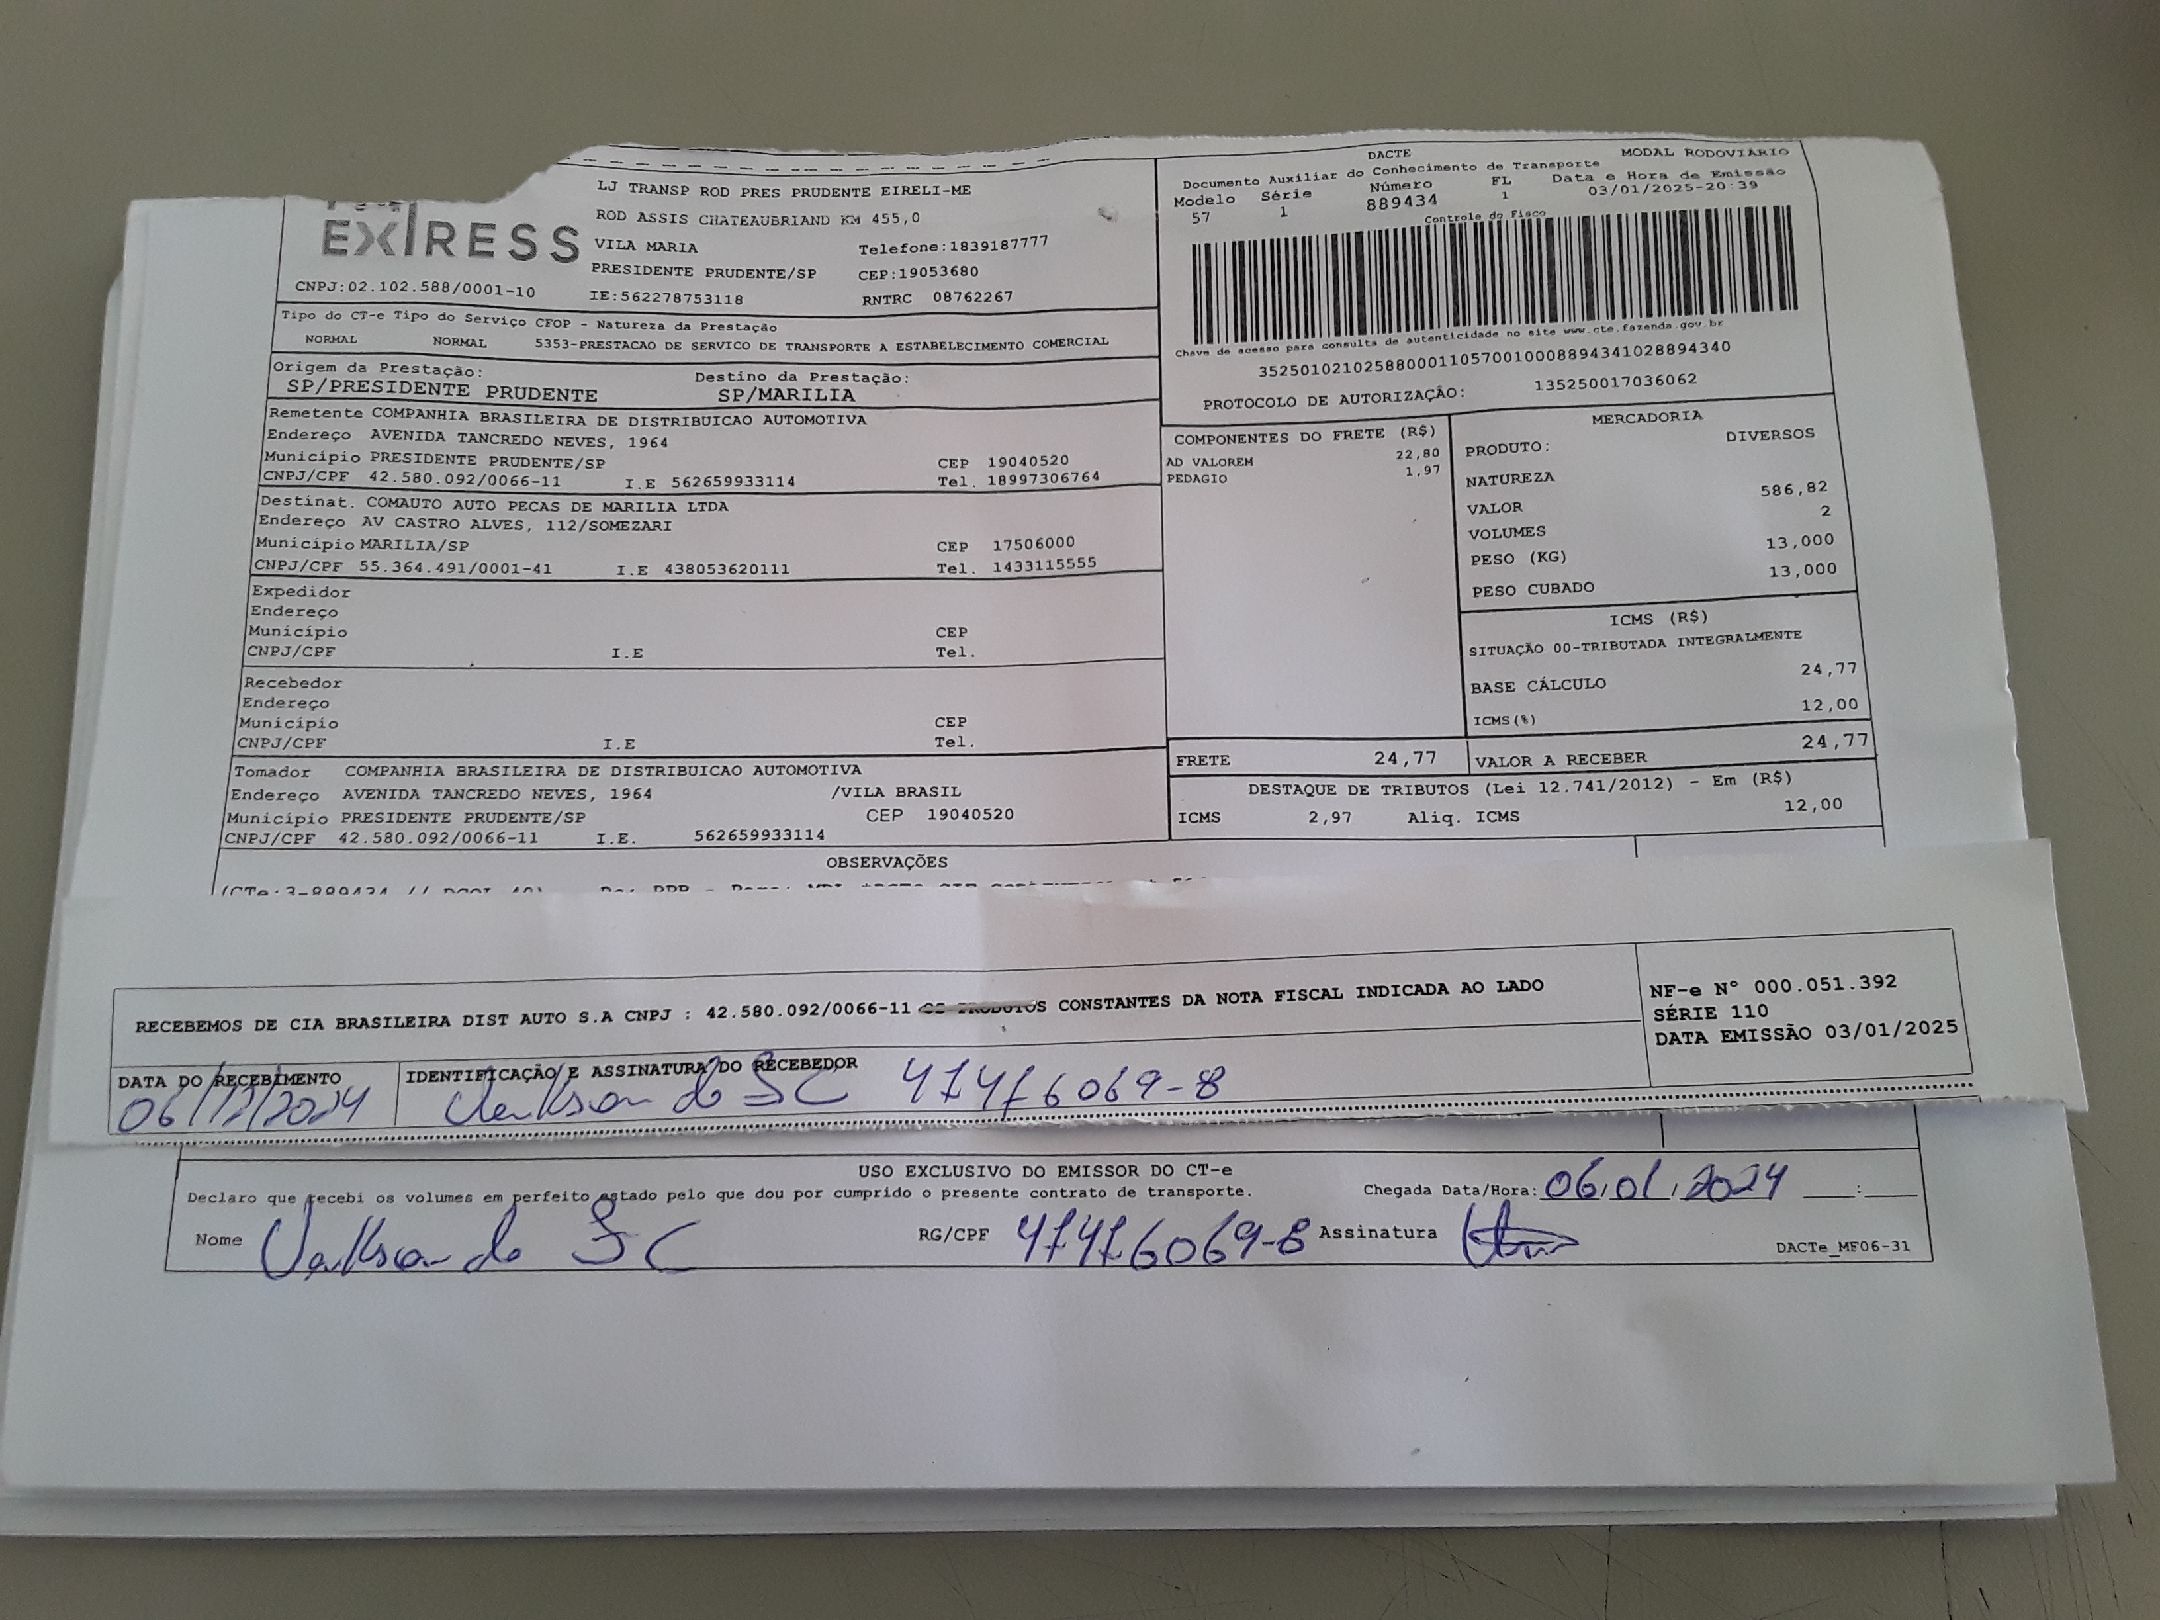 EXPRESS
CNPJ:02.102.588/0001-10
LJ TRANSP ROD PRES PRUDENTE EIRELI-ME
ROD ASSIS CHATEAUBRIAND KM 455,0
VILA MARIA Telefone:1839187777
PRESIDENTE PRUDENTE/SP CEP:19053680
IE:562278753118 RNTRC 08762267
DACTE MODAL RODOVIÁRIO
Documento Auxiliar do Conhecimento de Transporte
Modelo Série Número FL Data e Hora de Emissão
57 1 889434 1 03/01/2025-20:39
Controle do Fisco
Chave de acesso para consulta de autenticidade no site www.cte.fazenda.gov.br
35250102102588000110570010008894341028894340
PROTOCOLO DE AUTORIZAÇÃO: 135250017036062
Tipo do CT-e Tipo do Serviço CFOP - Natureza da Prestação
NORMAL NORMAL 5353-PRESTACAO DE SERVICO DE TRANSPORTE A ESTABELECIMENTO COMERCIAL
Origem da Prestação: Destino da Prestação:
SP/PRESIDENTE PRUDENTE SP/MARILIA
Remetente COMPANHIA BRASILEIRA DE DISTRIBUICAO AUTOMOTIVA
Endereço AVENIDA TANCREDO NEVES, 1964
Município PRESIDENTE PRUDENTE/SP CEP 19040520
CNPJ/CPF 42.580.092/0066-11 I.E 562659933114 Tel. 18997306764
Destinat. COMAUTO AUTO PECAS DE MARILIA LTDA
Endereço AV CASTRO ALVES, 112/SOMEZARI
Município MARILIA/SP CEP 17506000
CNPJ/CPF 55.364.491/0001-41 I.E 438053620111 Tel. 1433115555
Expedidor
Endereço
Município CEP
CNPJ/CPF I.E Tel.
Recebedor
Endereço
Município CEP
CNPJ/CPF I.E Tel.
Tomador COMPANHIA BRASILEIRA DE DISTRIBUICAO AUTOMOTIVA
Endereço AVENIDA TANCREDO NEVES, 1964 /VILA BRASIL
Município PRESIDENTE PRUDENTE/SP CEP 19040520
CNPJ/CPF 42.580.092/0066-11 I.E. 562659933114
COMPONENTES DO FRETE (R$)
AD VALOREM 22,80
PEDAGIO 1,97
MERCADORIA
PRODUTO: DIVERSOS
NATUREZA
VALOR 586,82
VOLUMES 2
PESO (KG) 13,000
PESO CUBADO 13,000
ICMS (R$)
SITUAÇÃO 00-TRIBUTADA INTEGRALMENTE
BASE CÁLCULO 24,77
ICMS(%) 12,00
FRETE 24,77 VALOR A RECEBER 24,77
DESTAQUE DE TRIBUTOS (Lei 12.741/2012) - Em (R$)
ICMS 2,97 Aliq. ICMS 12,00
OBSERVAÇÕES
RECEBEMOS DE CIA BRASILEIRA DIST AUTO S.A CNPJ : 42.580.092/0066-11 OS PRODUTOS CONSTANTES DA NOTA FISCAL INDICADA AO LADO
NF-e Nº 000.051.392
SÉRIE 110
DATA EMISSÃO 03/01/2025
DATA DO RECEBIMENTO IDENTIFICAÇÃO E ASSINATURA DO RECEBEDOR
06/12/2024
USO EXCLUSIVO DO EMISSOR DO CT-e
Declaro que recebi os volumes em perfeito estado pelo que dou por cumprido o presente contrato de transporte. Chegada Data/Hora: 06/01/2024
Nome RG/CPF Assinatura
DACTe_MF06-31